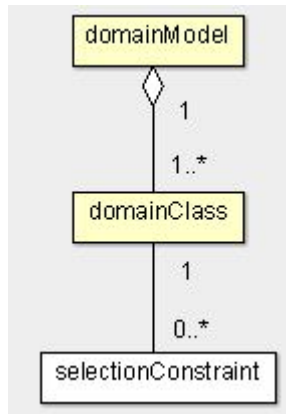 domainModel
1
1..*
domainClass
1
0..*
selectionConstraint